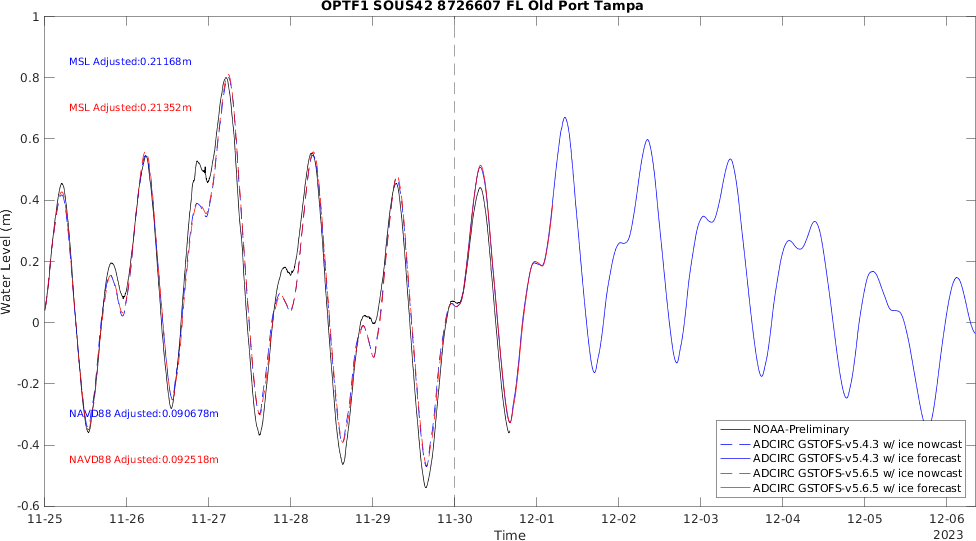 OPTF1 SOUS42 8726607 FL Old Port Tampa
1
0.8
0.6
0.4
0.2
0
-0.2
-0.4
-0.6
Water Level (m)
MSL Adjusted:0.21168m
MSL Adjusted:0.21352m
NAVD88 Adjusted:0.090678m
NAVD88 Adjusted:0.092518m
NOAA-Preliminary
ADCIRC GSTOFS-v5.4.3 w/ ice nowcast
ADCIRC GSTOFS-v5.4.3 w/ ice forecast
ADCIRC GSTOFS-v5.6.5 w/ ice nowcast
ADCIRC GSTOFS-v5.6.5 w/ ice forecast
11-25 11-26 11-27 11-28 11-29 11-30 12-01 12-02 12-03 12-04 12-05 12-06
Time
2023